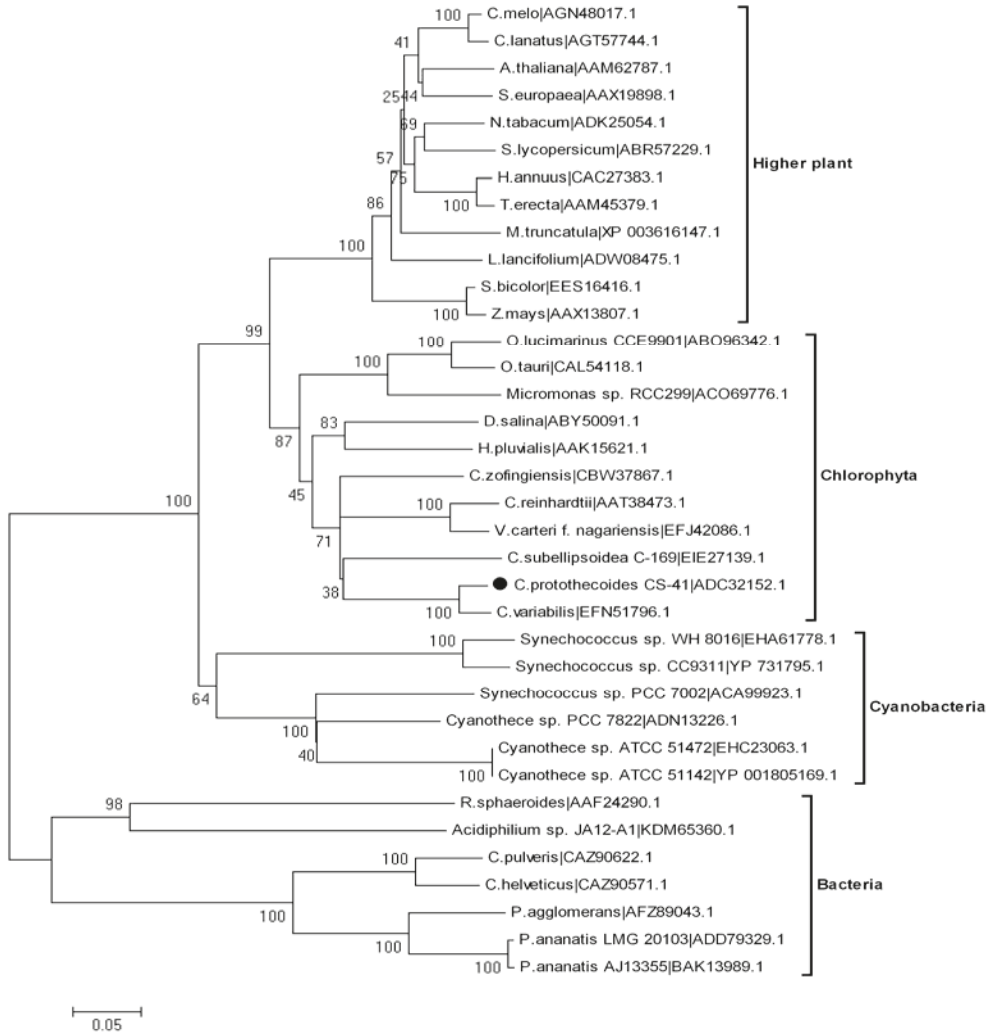 100
C.melo|AGN48017.1
41
C.lanatus|AGT57744.1
A.thaliana|AAM62787.1
2544
S.europaea|AAX19898.1
69
N.tabacum|ADK25054.1
S.lycopersicum|ABR57229.1
57
Higher plant
75
H.annuus|CAC27383.1
86
100
T.erecta|AAM45379.1
M.truncatula|XP 003616147.1
100
L.lancifolium|ADW08475.1
S.bicolor|EES16416.1
100
Z.mays|AAX13807.1
99
100
O.lucimarinus CCE9901|ABO96342.1
100
O.tauri|CAL54118.1
Micromonas sp. RCC299|ACO69776.1
87
83
D.salina|ABY50091.1
H.pluvialis|AAK15621.1
C.zofingiensis|CBW37867.1
Chlorophyta
45
100
C.reinhardtii|AAT38473.1
100
V.carteri f. nagariensis|EFJ42086.1
71
C.subellipsoidea C-169|EIE27139.1
38
C.protothecoides CS-41|ADC32152.1
100
C.variabilis|EFN51796.1
100
Synechococcus sp. WH 8016|EHA61778.1
Synechococcus sp. CC9311|YP 731795.1
64
Synechococcus sp. PCC 7002|ACA99923.1
Cyanobacteria
100
Cyanothece sp. PCC 7822|ADN13226.1
40
Cyanothece sp. ATCC 51472|EHC23063.1
100
Cyanothece sp. ATCC 51142|YP 001805169.1
98
R.sphaeroides|AAF24290.1
Acidiphilium sp. JA12-A1|KDM65360.1
100
C.pulveris|CAZ90622.1
C.helveticus|CAZ90571.1
Bacteria
100
P.agglomerans|AFZ89043.1
100
P.ananatis LMG 20103|ADD79329.1
100
P.ananatis AJ13355|BAK13989.1
0.05